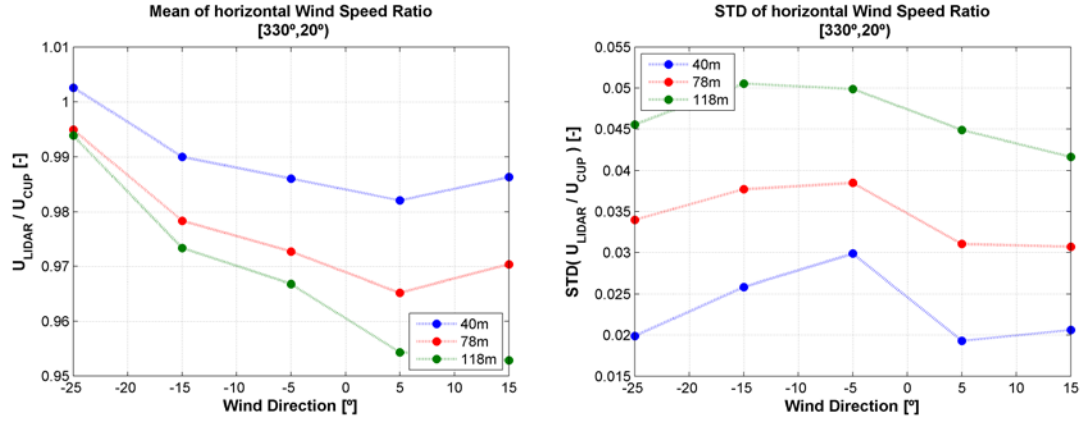 Mean of horizontal Wind Speed Ratio
[330º,20º)
1.01
1
0.99
0.98
0.97
0.96
0.95
U_LIDAR / U_CUP [-]
-25 -20 -15 -10 -5 0 5 10 15
Wind Direction [º]
40m
78m
118m
STD of horizontal Wind Speed Ratio
[330º,20º)
0.055
0.05
0.045
0.04
0.035
0.03
0.025
0.02
0.015
STD( U_LIDAR / U_CUP ) [-]
40m
78m
118m
-25 -20 -15 -10 -5 0 5 10 15
Wind Direction [º]